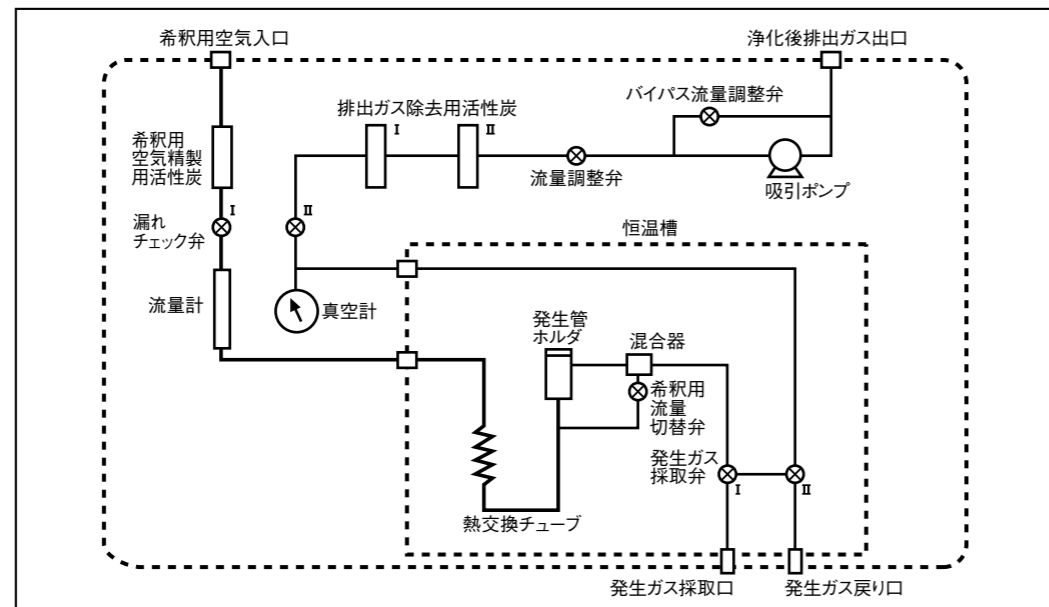 希釈用空気入口
浄化後排出ガス出口
バイパス流量調整弁
排出ガス除去用活性炭
I
II
希釈用
空気精製
用活性炭
流量調整弁
吸引ポンプ
I
II
漏れ
チェック弁
恒温槽
流量計
真空計
発生管
ホルダ
混合器
希釈用
流量
切替弁
発生ガス
採取弁
I
II
熱交換チューブ
発生ガス採取口
発生ガス戻り口